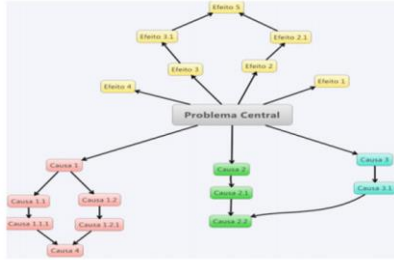 Efeito 5
Efeito 3.1
Efeito 2.1
Efeito 3
Efeito 2
Efeito 4
Efeito 1
Problema Central
Causa 1
Causa 2
Causa 3
Causa 1.1
Causa 1.2
Causa 2.1
Causa 3.1
Causa 1.1.1
Causa 1.2.1
Causa 2.2
Causa 4